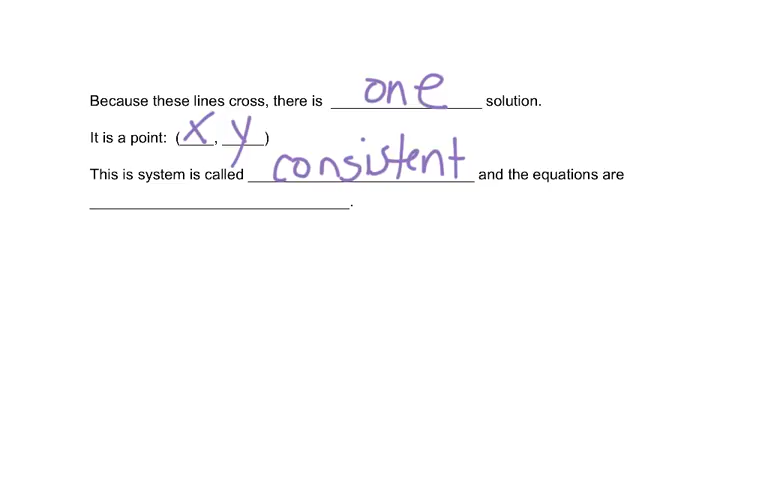 Because these lines cross, there is one solution.
It is a point: (x, y)
This is system is called consistent and the equations are
.